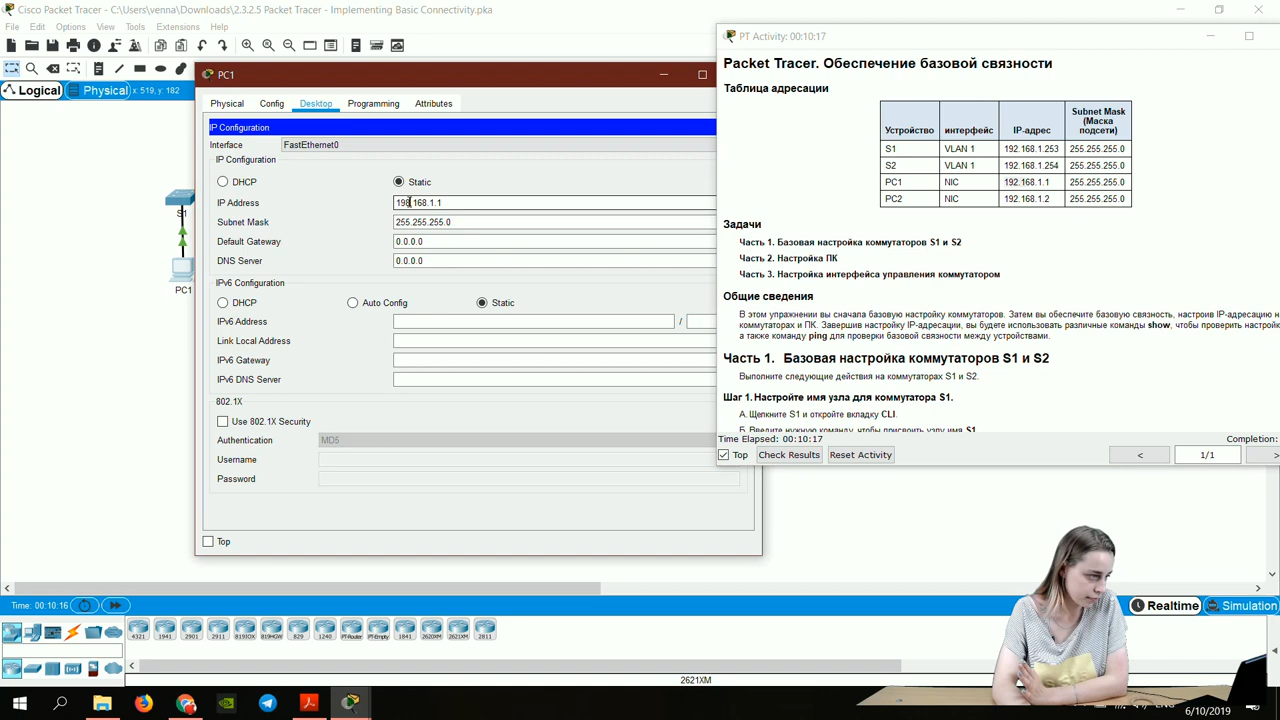 Cisco Packet Tracer - C:\Users\venna\Downloads\2.3.2.5 Packet Tracer - Implementing Basic Connectivity.pka
File Edit Options View Tools Extensions Help
Logical Physical x: 519, y: 182
PC1
Physical Config Desktop Programming Attributes
IP Configuration
Interface FastEthernet0
IP Configuration
DHCP Static
IP Address 192.168.1.1
Subnet Mask 255.255.255.0
Default Gateway 0.0.0.0
DNS Server 0.0.0.0
IPv6 Configuration
DHCP Auto Config Static
IPv6 Address /
Link Local Address
IPv6 Gateway
IPv6 DNS Server
802.1X
Use 802.1X Security
Authentication MD5
Username
Password
Top
S1
PC1
PT Activity: 00:10:17
Packet Tracer. Обеспечение базовой связности
Таблица адресации
Устройство интерфейс IP-адрес Subnet Mask (Маска подсети)
S1 VLAN 1 192.168.1.253 255.255.255.0
S2 VLAN 1 192.168.1.254 255.255.255.0
PC1 NIC 192.168.1.1 255.255.255.0
PC2 NIC 192.168.1.2 255.255.255.0
Задачи
Часть 1. Базовая настройка коммутаторов S1 и S2
Часть 2. Настройка ПК
Часть 3. Настройка интерфейса управления коммутатором
Общие сведения
В этом упражнении вы сначала базовую настройку коммутаторов. Затем вы обеспечите базовую связность, настроив IP-адресацию н
коммутаторах и ПК. Завершив настройку IP-адресации, вы будете использовать различные команды show, чтобы проверить настройк
а также команду ping для проверки базовой связности между устройствами.
Часть 1. Базовая настройка коммутаторов S1 и S2
Выполните следующие действия на коммутаторах S1 и S2.
Шаг 1. Настройте имя узла для коммутатора S1.
А. Щелкните S1 и откройте вкладку CLI.
Б. Введите нужную команду, чтобы присвоить узлу имя S1.
Time Elapsed: 00:10:17 Completion:
Top Check Results Reset Activity < 1/1 >
Time: 00:10:16 Realtime Simulation
4321 1941 2901 2911 819IOX 819HGW 829 1240 PT-Router PT-Empty 1841 2620XM 2621XM 2811
2621XM
6/10/2019